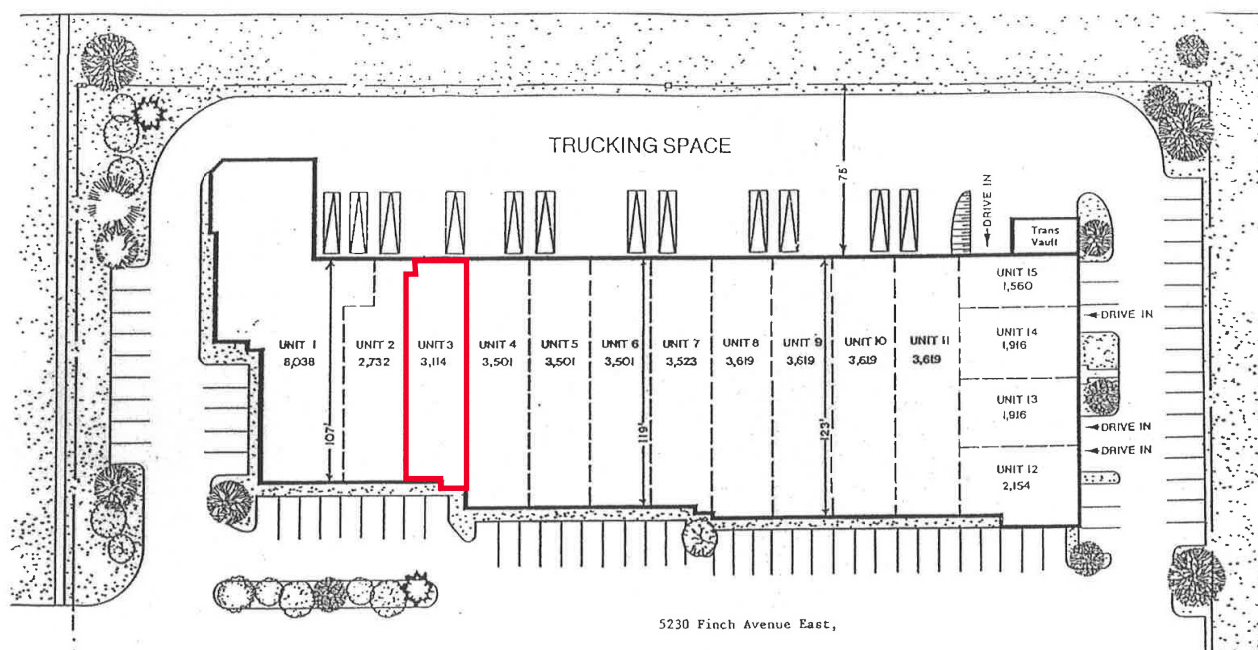 TRUCKING SPACE
75'
DRIVE IN
Trans
Vault
UNIT 15
1,560
DRIVE IN
UNIT 1
8,038
UNIT 2
2,732
UNIT 3
3,114
UNIT 4
3,501
UNIT 5
3,501
UNIT 6
3,501
UNIT 7
3,523
UNIT 8
3,619
UNIT 9
3,619
UNIT 10
3,619
UNIT 11
3,619
UNIT 14
1,916
UNIT 13
1,916
107'
119'
123'
DRIVE IN
DRIVE IN
UNIT 12
2,154
5230 Finch Avenue East,